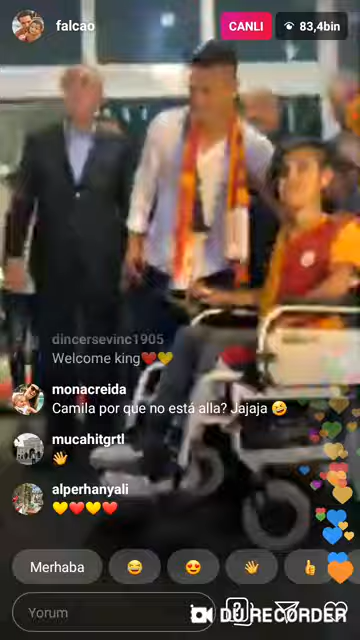 falcao
CANLI
83,4bin
dincersevinc1905
Welcome king❤️💛
monacreida
Camila por que no está alla? Jajaja 🤪
mucahitgrtl
👋
alperhanyali
💛❤️💛❤️
Merhaba
😂
😍
👋
👍
Yorum
DU RECORDER